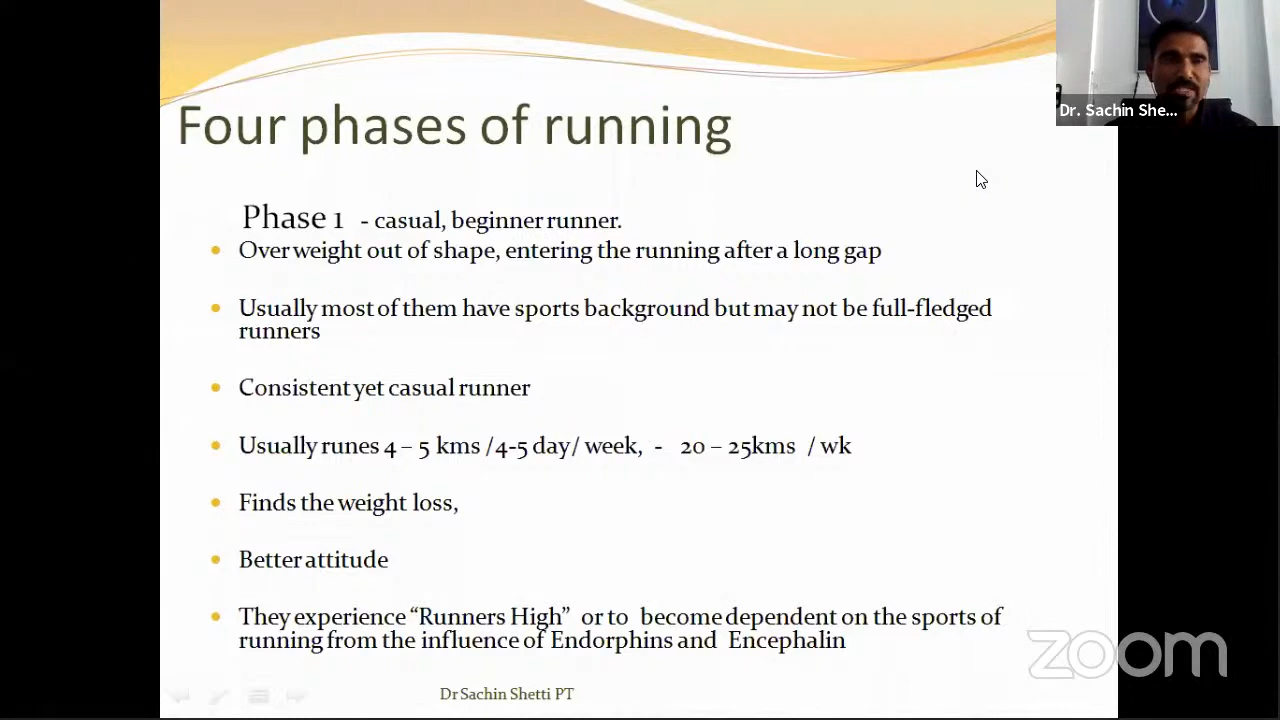 Four phases of running
Dr. Sachin She...
Phase 1 - casual, beginner runner.
Over weight out of shape, entering the running after a long gap
Usually most of them have sports background but may not be full-fledged
runners
Consistent yet casual runner
Usually runes 4 – 5 kms /4-5 day/ week, - 20 – 25kms / wk
Finds the weight loss,
Better attitude
They experience “Runners High” or to become dependent on the sports of
running from the influence of Endorphins and Encephalin
zoom
Dr Sachin Shetti PT